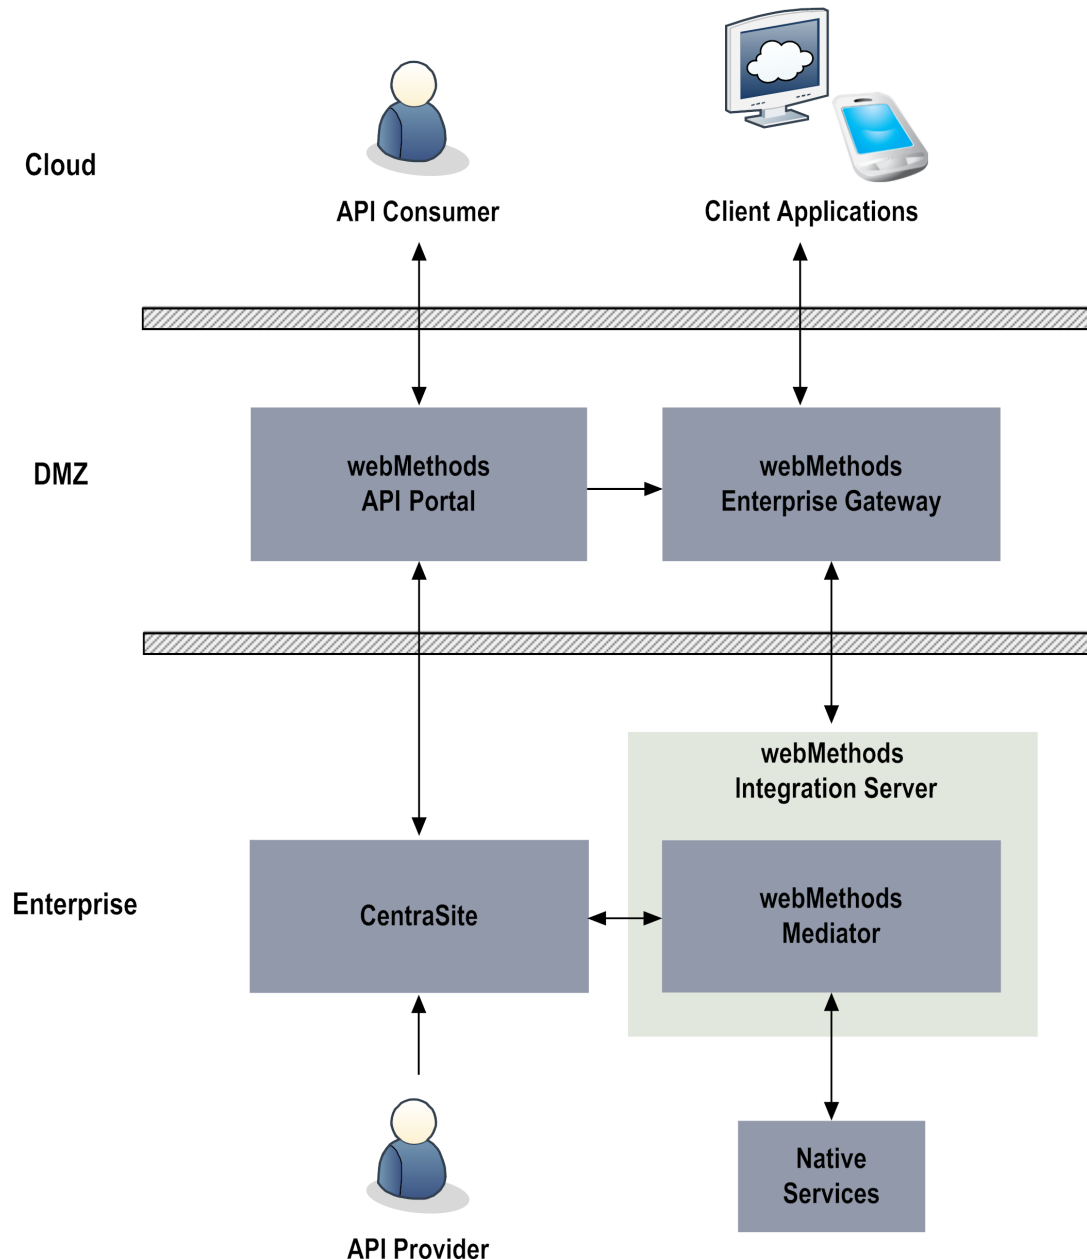 Cloud
API Consumer
Client Applications
DMZ
webMethods
API Portal
webMethods
Enterprise Gateway
webMethods
Integration Server
Enterprise
CentraSite
webMethods
Mediator
Native
Services
API Provider